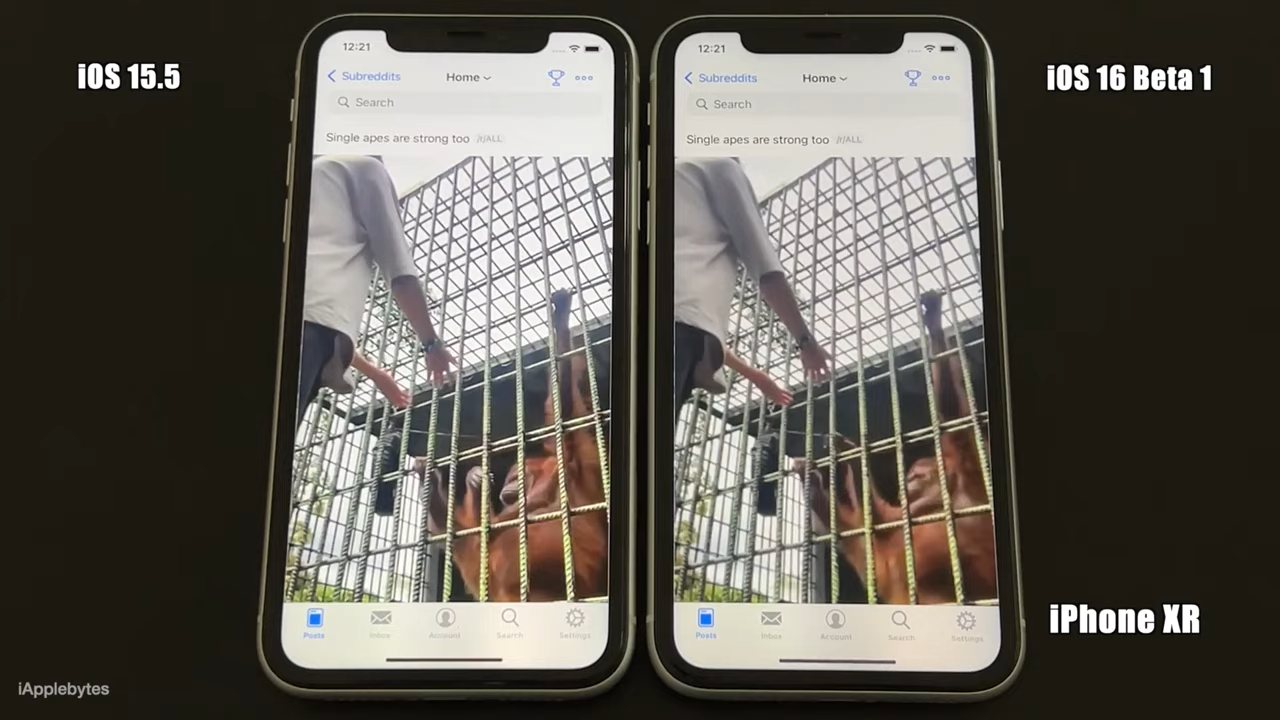 iOS 15.5
iOS 16 Beta 1
iPhone XR
iApplebytes
12:21
Subreddits
Home
Search
Single apes are strong too /r/ALL
Posts
Inbox
Account
Search
Settings
12:21
Subreddits
Home
Search
Single apes are strong too /r/ALL
Posts
Inbox
Account
Search
Settings